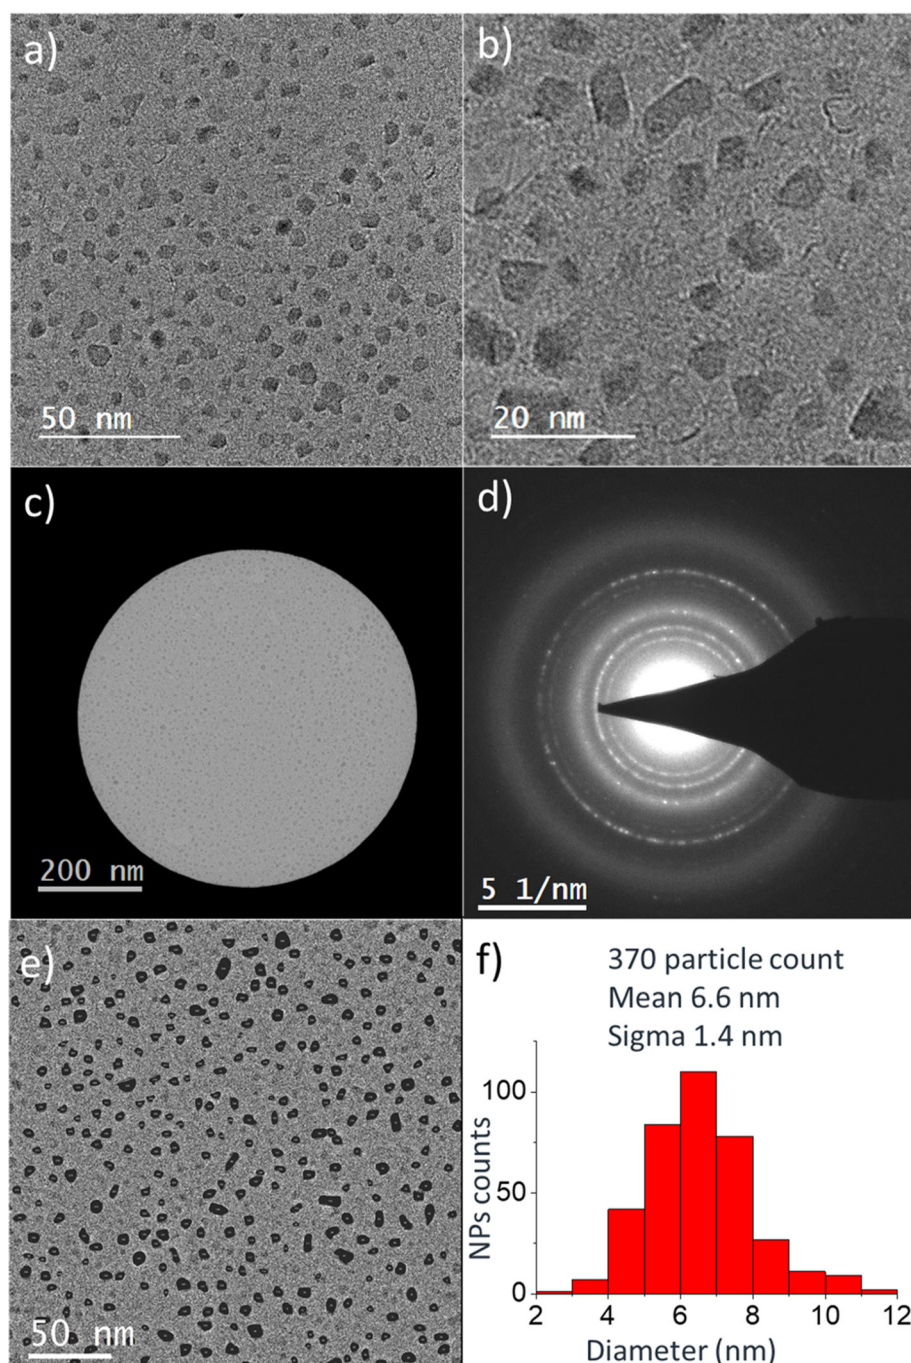 a)
50 nm
b)
20 nm
c)
200 nm
d)
5 1/nm
e)
50 nm
f)
370 particle count
Mean 6.6 nm
Sigma 1.4 nm
NPs counts
100
50
0
2 4 6 8 10 12
Diameter (nm)